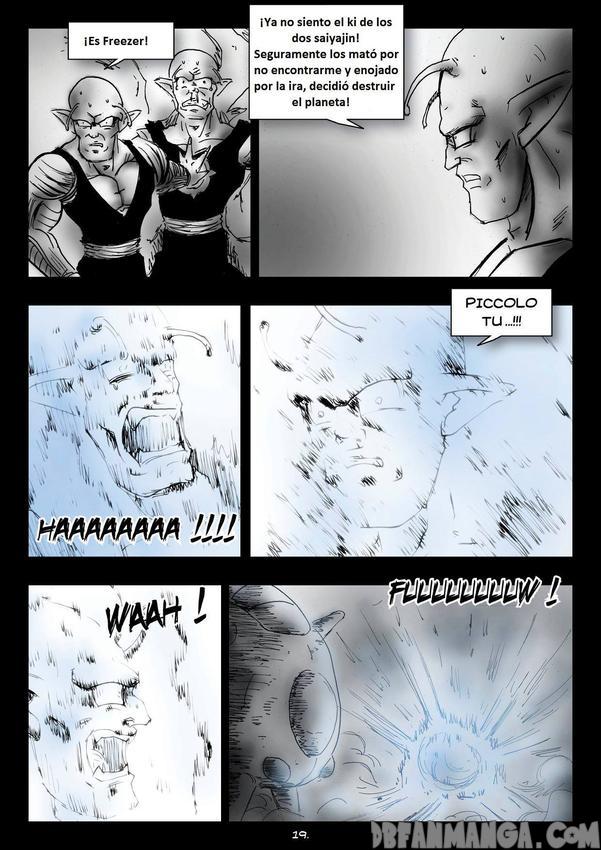 ¡Es Freezer!
¡Ya no siento el ki de los
dos saiyajin!
Seguramente los mató por
no encontrarme y enojado
por la ira, decidió destruir
el planeta!
PICCOLO
TU ...!!!
HAAAAAAAA !!!!
WAAH !
FUUUUUUUUW !
19.
DBFANMANGA.COM